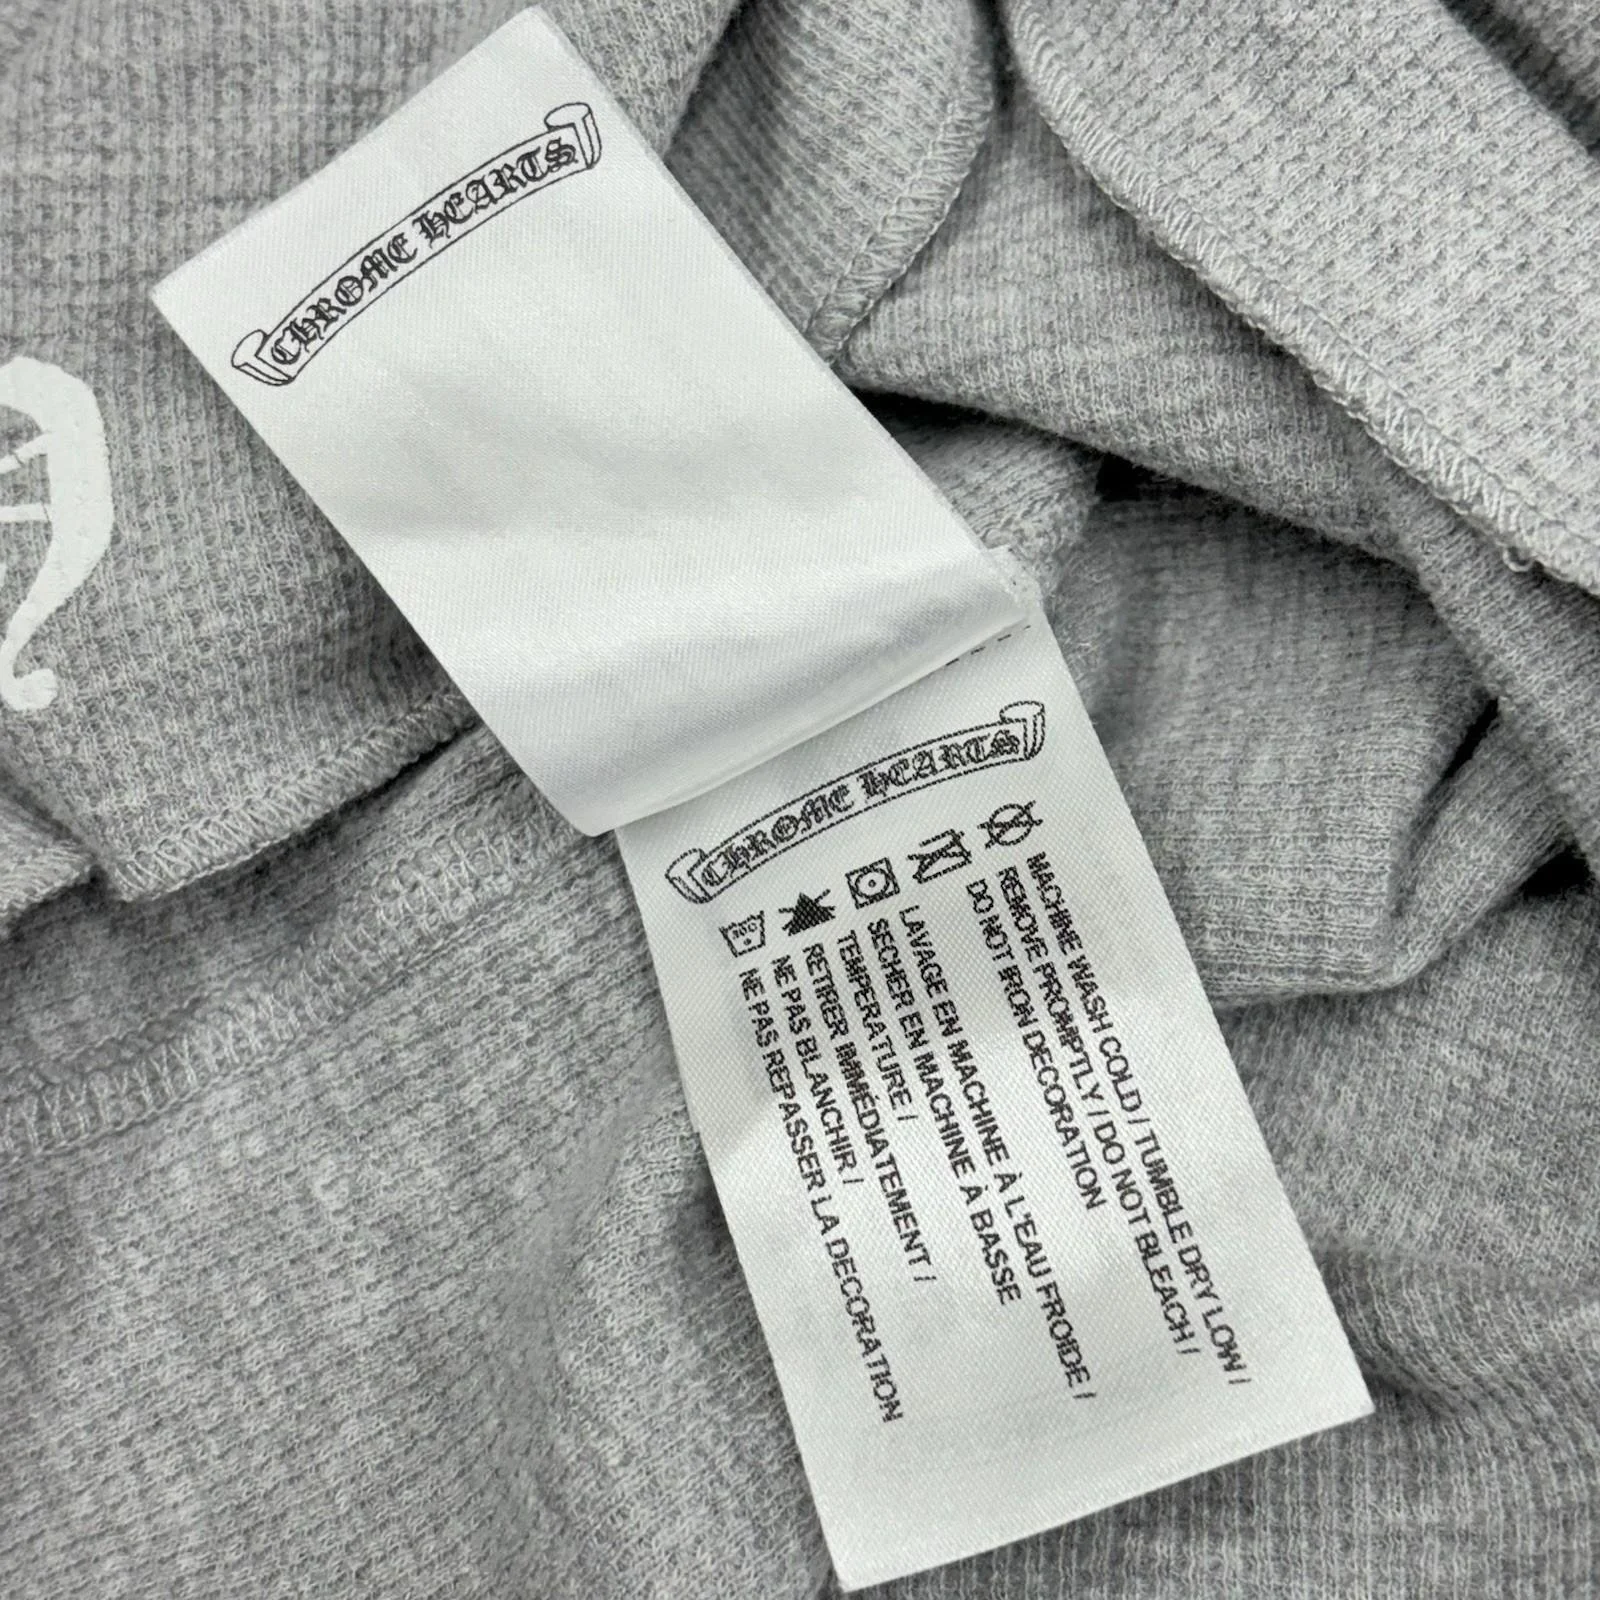 CHROME HEARTS
CHROME HEARTS
MACHINE WASH COLD / TUMBLE DRY LOW /
REMOVE PROMPTLY / DO NOT BLEACH /
DO NOT IRON DECORATION
LAVAGE EN MACHINE À L'EAU FROIDE /
SECHER EN MACHINE À BASSE
TEMPERATURE /
RETIRER IMMÉDIATEMENT /
NE PAS BLANCHIR /
NE PAS REPASSER LA DECORATION